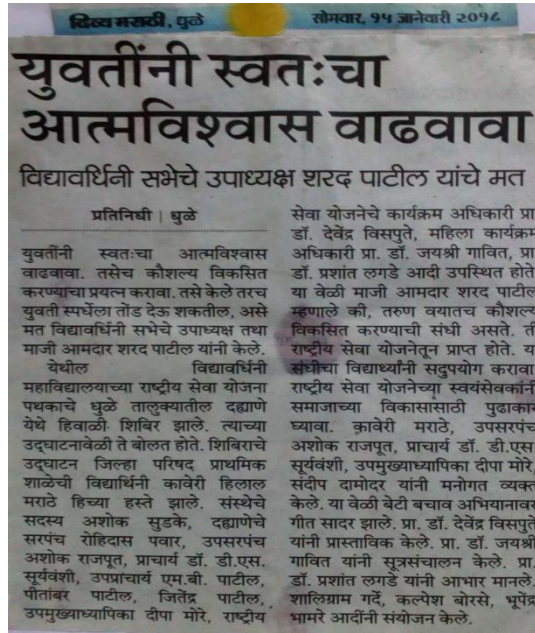 दिव्य मराठी, धुळे
सोमवार, १५ जानेवारी २०१८
युवतींनी स्वतःचा
आत्मविश्वास वाढवावा
विद्यावर्धिनी सभेचे उपाध्यक्ष शरद पाटील यांचे मत
प्रतिनिधी | धुळे
युवतींनी स्वतःचा आत्मविश्वास
वाढवावा. तसेच कौशल्य विकसित
करण्याचा प्रयत्न करावा. तसे केले तरच
युवती स्पर्धेला तोंड देऊ शकतील, असे
मत विद्यावर्धिनी सभेचे उपाध्यक्ष तथा
माजी आमदार शरद पाटील यांनी केले.
येथील विद्यावर्धिनी
महाविद्यालयाच्या राष्ट्रीय सेवा योजना
पथकाचे धुळे तालुक्यातील दह्याणे
येथे हिवाळी शिबिर झाले. त्याच्या
उद्घाटनावेळी ते बोलत होते. शिबिराचे
उद्घाटन जिल्हा परिषद प्राथमिक
शाळेची विद्यार्थिनी कावेरी हिलाल
मराठे हिच्या हस्ते झाले. संस्थेचे
सदस्य अशोक सुडके, दह्याणेचे
सरपंच रोहिदास पवार, उपसरपंच
अशोक राजपूत, प्राचार्य डॉ. डी.एस.
सूर्यवंशी, उपप्राचार्य एम.बी. पाटील,
पीतांबर पाटील, जितेंद्र पाटील,
उपमुख्याध्यापिका दीपा मोरे, राष्ट्रीय
सेवा योजनेचे कार्यक्रम अधिकारी प्रा
डॉ. देवेंद्र विसपुते, महिला कार्यक्रम
अधिकारी प्रा. डॉ. जयश्री गावित, प्रा
डॉ. प्रशांत लगडे आदी उपस्थित होते
या वेळी माजी आमदार शरद पाटील
म्हणाले की, तरुण वयातच कौशल्य
विकसित करण्याची संधी असते. ती
राष्ट्रीय सेवा योजनेतून प्राप्त होते. य
संधीचा विद्यार्थ्यांनी सदुपयोग करावा
राष्ट्रीय सेवा योजनेच्या स्वयंसेवकांनी
समाजाच्या विकासासाठी पुढाकार
घ्यावा. कावेरी मराठे, उपसरपंच
अशोक राजपूत, प्राचार्य डॉ. डी.एस
सूर्यवंशी, उपमुख्याध्यापिका दीपा मोरे,
संदीप दामोदर यांनी मनोगत व्यक्त
केले. या वेळी बेटी बचाव अभियानावर
गीत सादर झाले. प्रा. डॉ. देवेंद्र विसपुते
यांनी प्रास्ताविक केले. प्रा. डॉ. जयश्री
गावित यांनी सूत्रसंचालन केले. प्रा.
डॉ. प्रशांत लगडे यांनी आभार मानले.
शालिग्राम गर्दे, कल्पेश बोरसे, भूपेंद्र
भामरे आदींनी संयोजन केले.